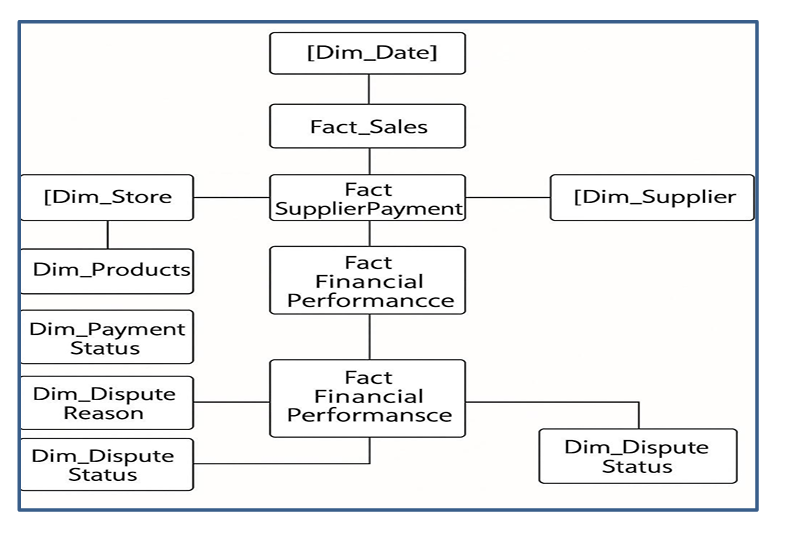 [Dim_Date]
Fact_Sales
[Dim_Store
Fact
SupplierPayment
[Dim_Supplier
Dim_Products
Fact
Financial
Performancce
Dim_Payment
Status
Dim_Dispute
Reason
Fact
Financial
Performansce
Dim_Dispute
Status
Dim_Dispute
Status